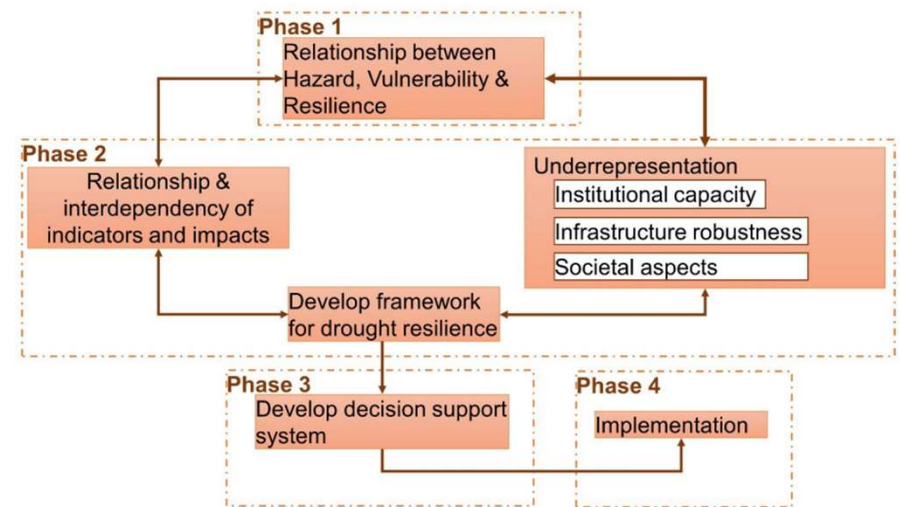 Phase 1
Relationship between
Hazard, Vulnerability &
Resilience
Phase 2
Relationship &
interdependency of
indicators and impacts
Underrepresentation
Institutional capacity
Infrastructure robustness
Societal aspects
Develop framework
for drought resilience
Phase 3
Develop decision support
system
Phase 4
Implementation